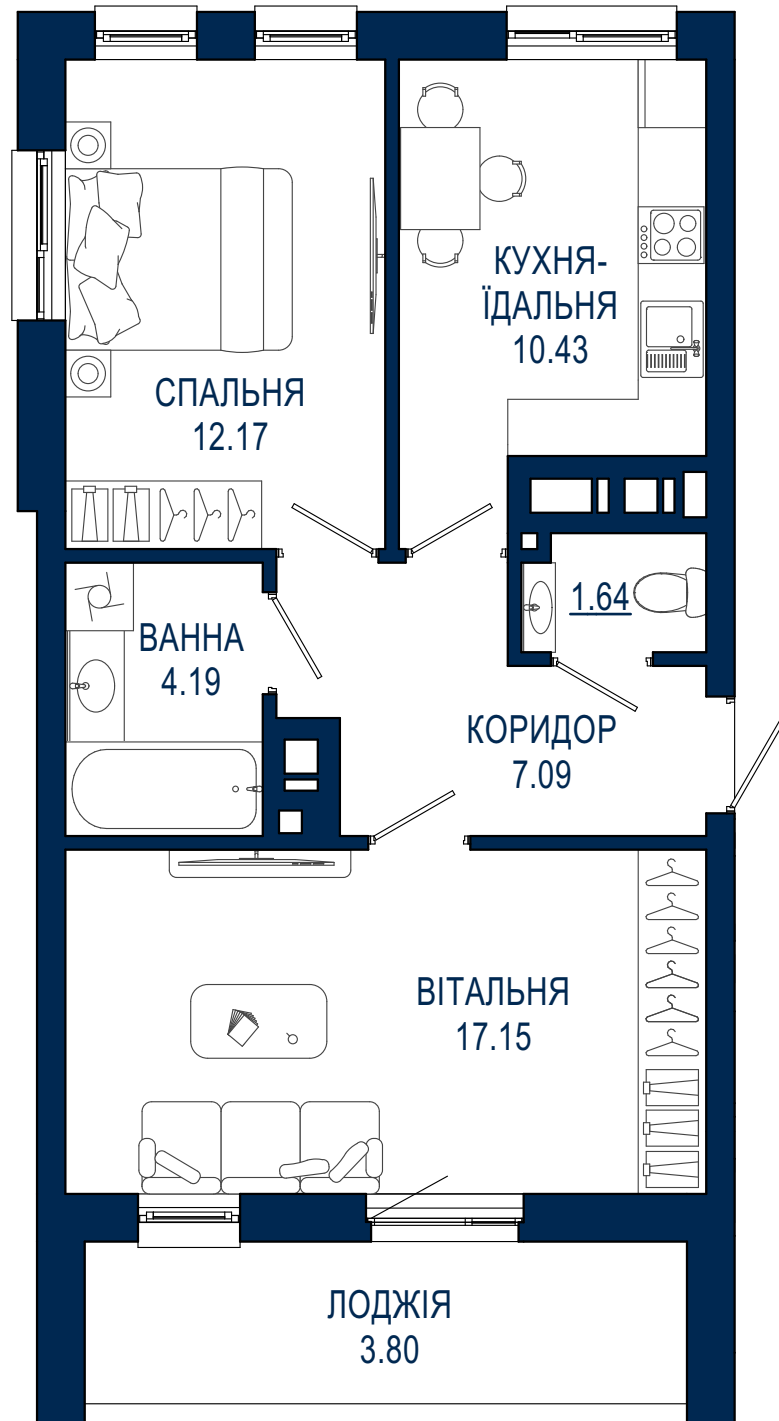 КУХНЯ-
ЇДАЛЬНЯ
10.43
СПАЛЬНЯ
12.17
1.64
ВАННА
4.19
КОРИДОР
7.09
ВІТАЛЬНЯ
17.15
ЛОДЖІЯ
3.80